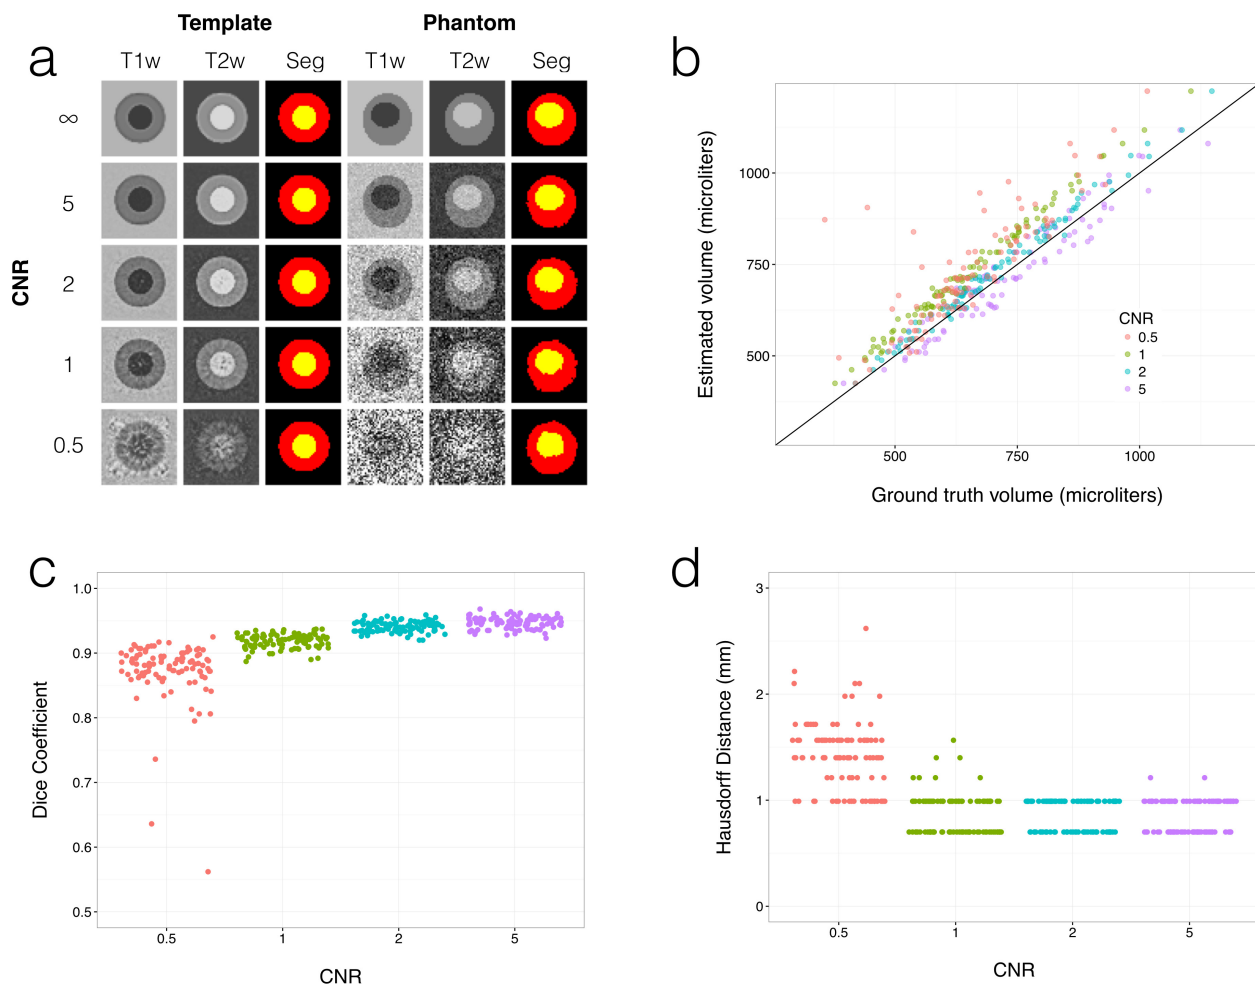 Template Phantom
a T1w T2w Seg T1w T2w Seg
∞
5
2
1
0.5
CNR
b
1000
750
500
500 750 1000
Estimated volume (microliters)
Ground truth volume (microliters)
CNR
0.5
1
2
5
c
1.0
0.9
0.8
0.7
0.6
0.5
0.5 1 2 5
Dice Coefficient
CNR
d
3
2
1
0
0.5 1 2 5
Hausdorff Distance (mm)
CNR